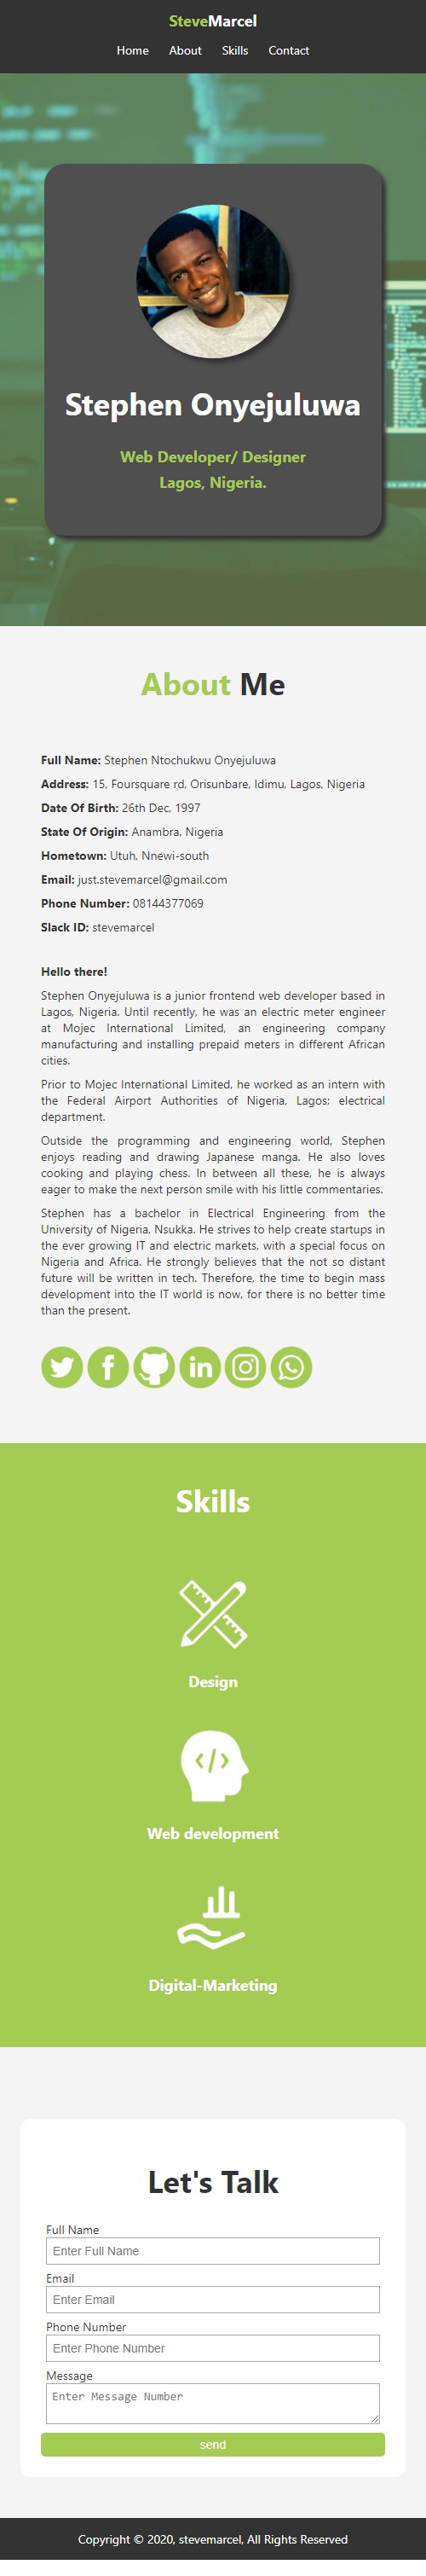 SteveMarcel
Home About Skills Contact
Stephen Onyejuluwa
Web Developer/ Designer
Lagos, Nigeria.
About Me
Full Name: Stephen Ntochukwu Onyejuluwa
Address: 15, Foursquare rd, Orisunbare, Idimu, Lagos, Nigeria
Date Of Birth: 26th Dec, 1997
State Of Origin: Anambra, Nigeria
Hometown: Utuh, Nnewi-south
Email: just.stevemarcel@gmail.com
Phone Number: 08144377069
Slack ID: stevemarcel
Hello there!
Stephen Onyejuluwa is a junior frontend web developer based in
Lagos, Nigeria. Until recently, he was an electric meter engineer
at Mojec International Limited, an engineering company
manufacturing and installing prepaid meters in different African
cities.
Prior to Mojec International Limited, he worked as an intern with
the Federal Airport Authorities of Nigeria, Lagos; electrical
department.
Outside the programming and engineering world, Stephen
enjoys reading and drawing Japanese manga. He also loves
cooking and playing chess. In between all these, he is always
eager to make the next person smile with his little commentaries.
Stephen has a bachelor in Electrical Engineering from the
University of Nigeria, Nsukka. He strives to help create startups in
the ever growing IT and electric markets, with a special focus on
Nigeria and Africa. He strongly believes that the not so distant
future will be written in tech. Therefore, the time to begin mass
development into the IT world is now, for there is no better time
than the present.
Skills
Design
Web development
Digital-Marketing
Let's Talk
Full Name
Enter Full Name
Email
Enter Email
Phone Number
Enter Phone Number
Message
Enter Message Number
send
Copyright © 2020, stevemarcel, All Rights Reserved